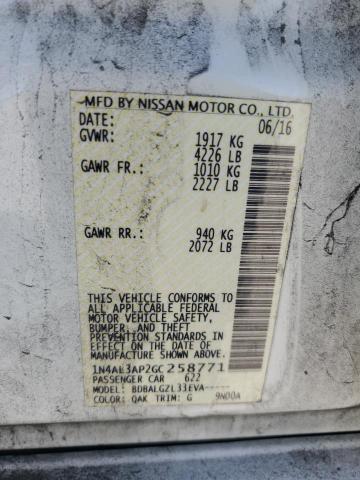 MFD BY NISSAN MOTOR CO., LTD.
DATE: 06/16
GVWR: 1917 KG
4226 LB
GAWR FR: 1010 KG
2227 LB
GAWR RR: 940 KG
2072 LB
THIS VEHICLE CONFORMS TO
ALL APPLICABLE FEDERAL
MOTOR VEHICLE SAFETY,
BUMPER, AND THEFT
PREVENTION STANDARDS IN
EFFECT ON THE DATE OF
MANUFACTURE SHOWN ABOVE.
1N4AL3AP2GC258771
PASSENGER CAR 622
MODEL: BDBALGZL33EVA-----
COLOR: QAK TRIM: G 9N00A